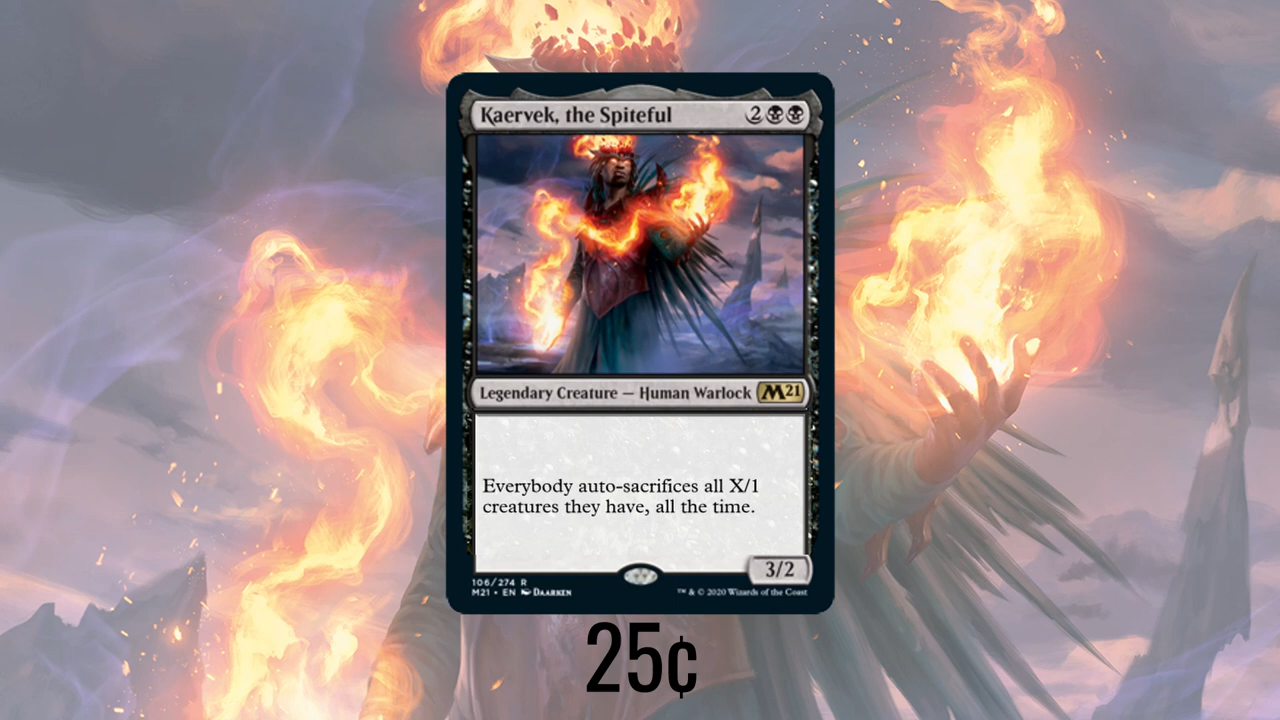 Kaervek, the Spiteful 2
Legendary Creature — Human Warlock M21
Everybody auto-sacrifices all X/1
creatures they have, all the time.
3/2
106/274 R
M21 • EN DAARKEN ™ & © 2020 Wizards of the Coast
25¢